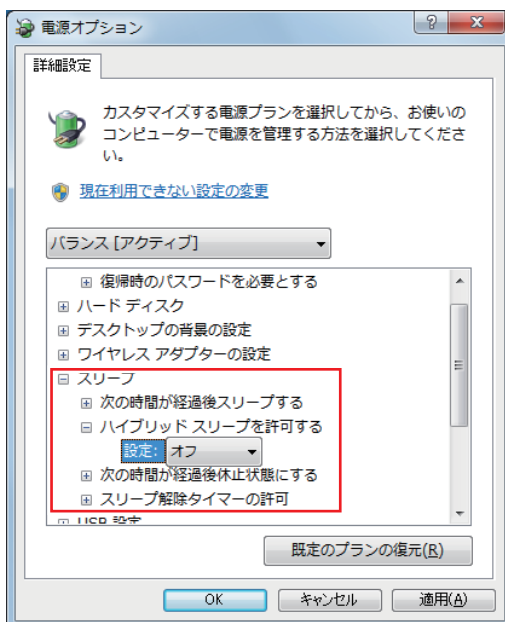 電源オプション
詳細設定
カスタマイズする電源プランを選択してから、お使いの
コンピューターで電源を管理する方法を選択してくださ
い。
現在利用できない設定の変更
バランス [アクティブ]
復帰時のパスワードを必要とする
ハード ディスク
デスクトップの背景の設定
ワイヤレス アダプターの設定
スリープ
次の時間が経過後スリープする
ハイブリッド スリープを許可する
設定: オフ
次の時間が経過後休止状態にする
スリープ解除タイマーの許可
USB 設定
既定のプランの復元(R)
OK キャンセル 適用(A)